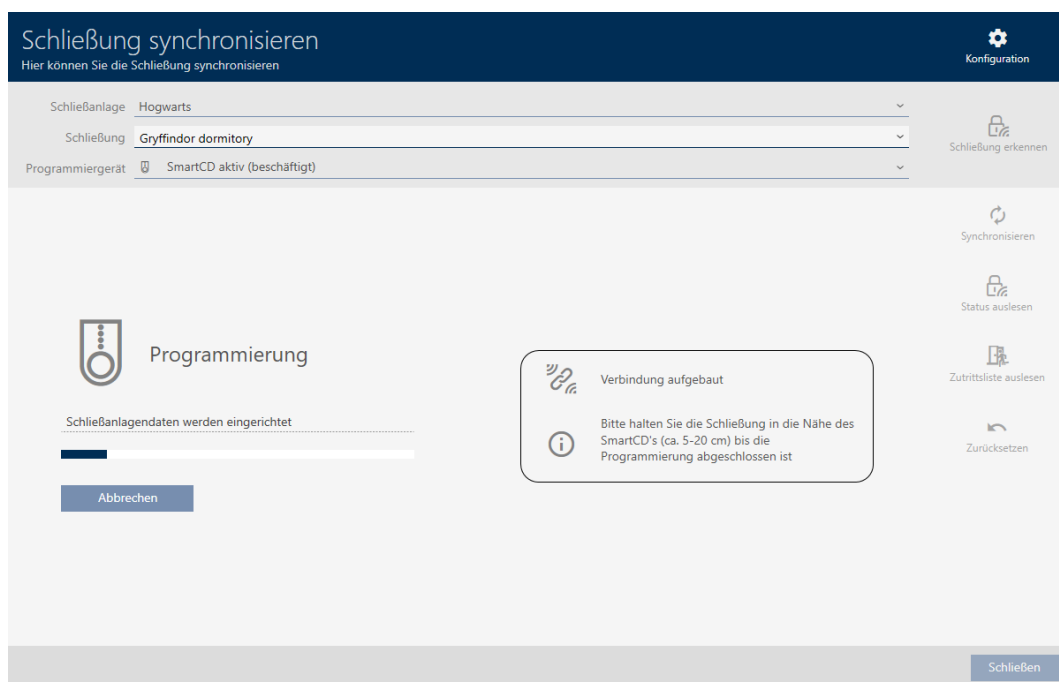 Schließung synchronisieren
Hier können Sie die Schließung synchronisieren
Konfiguration
Schließanlage Hogwarts
Schließung Gryffindor dormitory
Programmiergerät SmartCD aktiv (beschäftigt)
Schließung erkennen
Synchronisieren
Status auslesen
Zutrittsliste auslesen
Zurücksetzen
Programmierung
Schließanlagendaten werden eingerichtet
Abbrechen
Verbindung aufgebaut
Bitte halten Sie die Schließung in die Nähe des
SmartCD's (ca. 5-20 cm) bis die
Programmierung abgeschlossen ist
Schließen